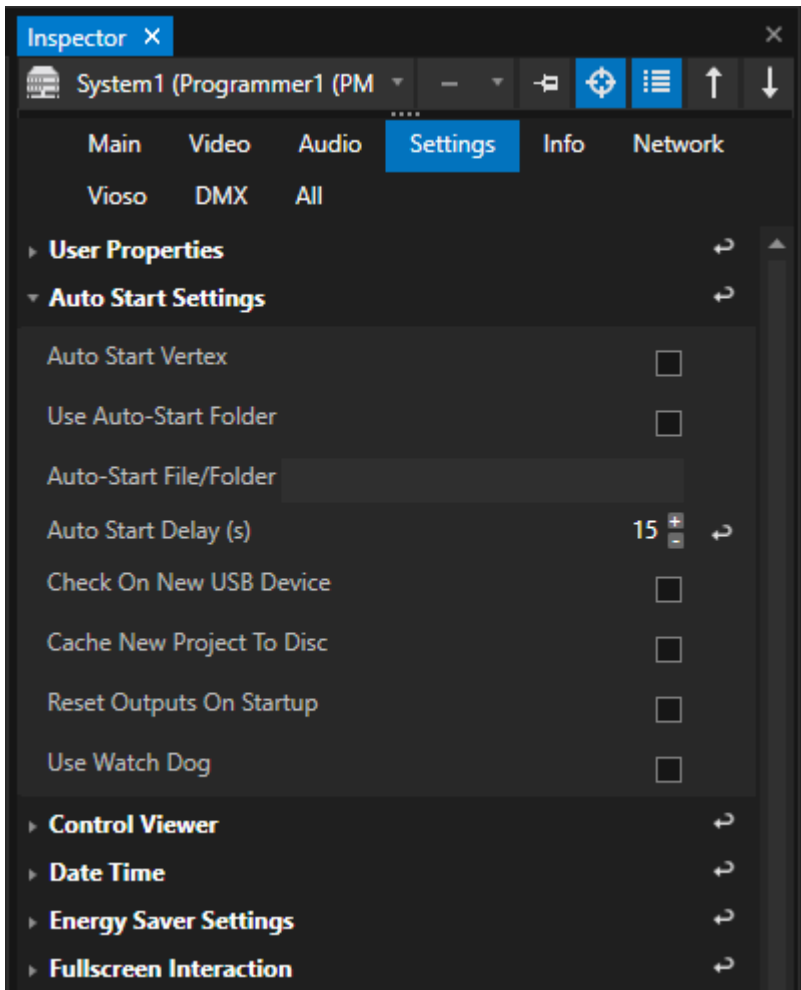 Inspector
System1 (Programmer1 (PM
Main Video Audio Settings Info Network
Vioso DMX All
User Properties
Auto Start Settings
Auto Start Vertex
Use Auto-Start Folder
Auto-Start File/Folder
Auto Start Delay (s) 15
Check On New USB Device
Cache New Project To Disc
Reset Outputs On Startup
Use Watch Dog
Control Viewer
Date Time
Energy Saver Settings
Fullscreen Interaction